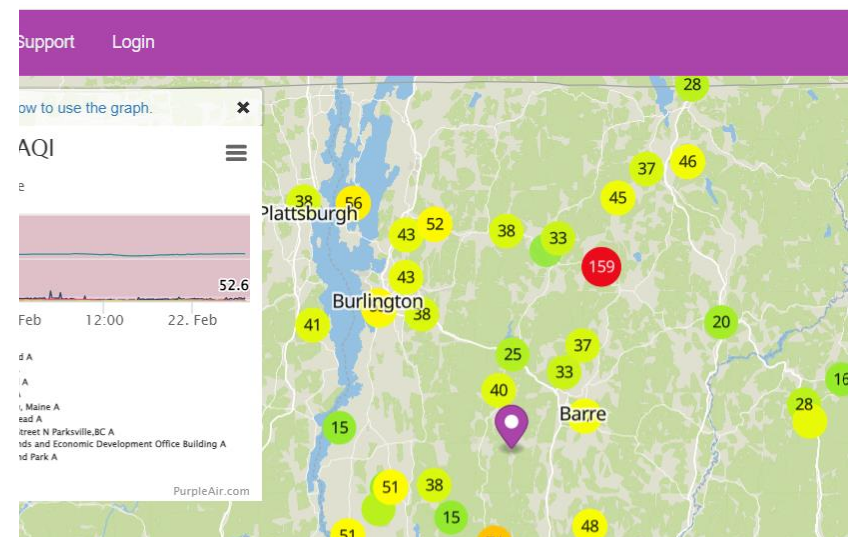 Support Login
ow to use the graph. ✖
AQI
e
52.6
Feb 12:00 22. Feb
d A
A
, Maine A
ead A
Street N Parksville,BC A
nds and Economic Development Office Building A
nd Park A
PurpleAir.com
28
46
37
45
38
56
Plattsburgh
52
43
38
33
159
43
Burlington
38
41
20
37
25
33
16
40
28
Barre
15
51
38
15
48
51